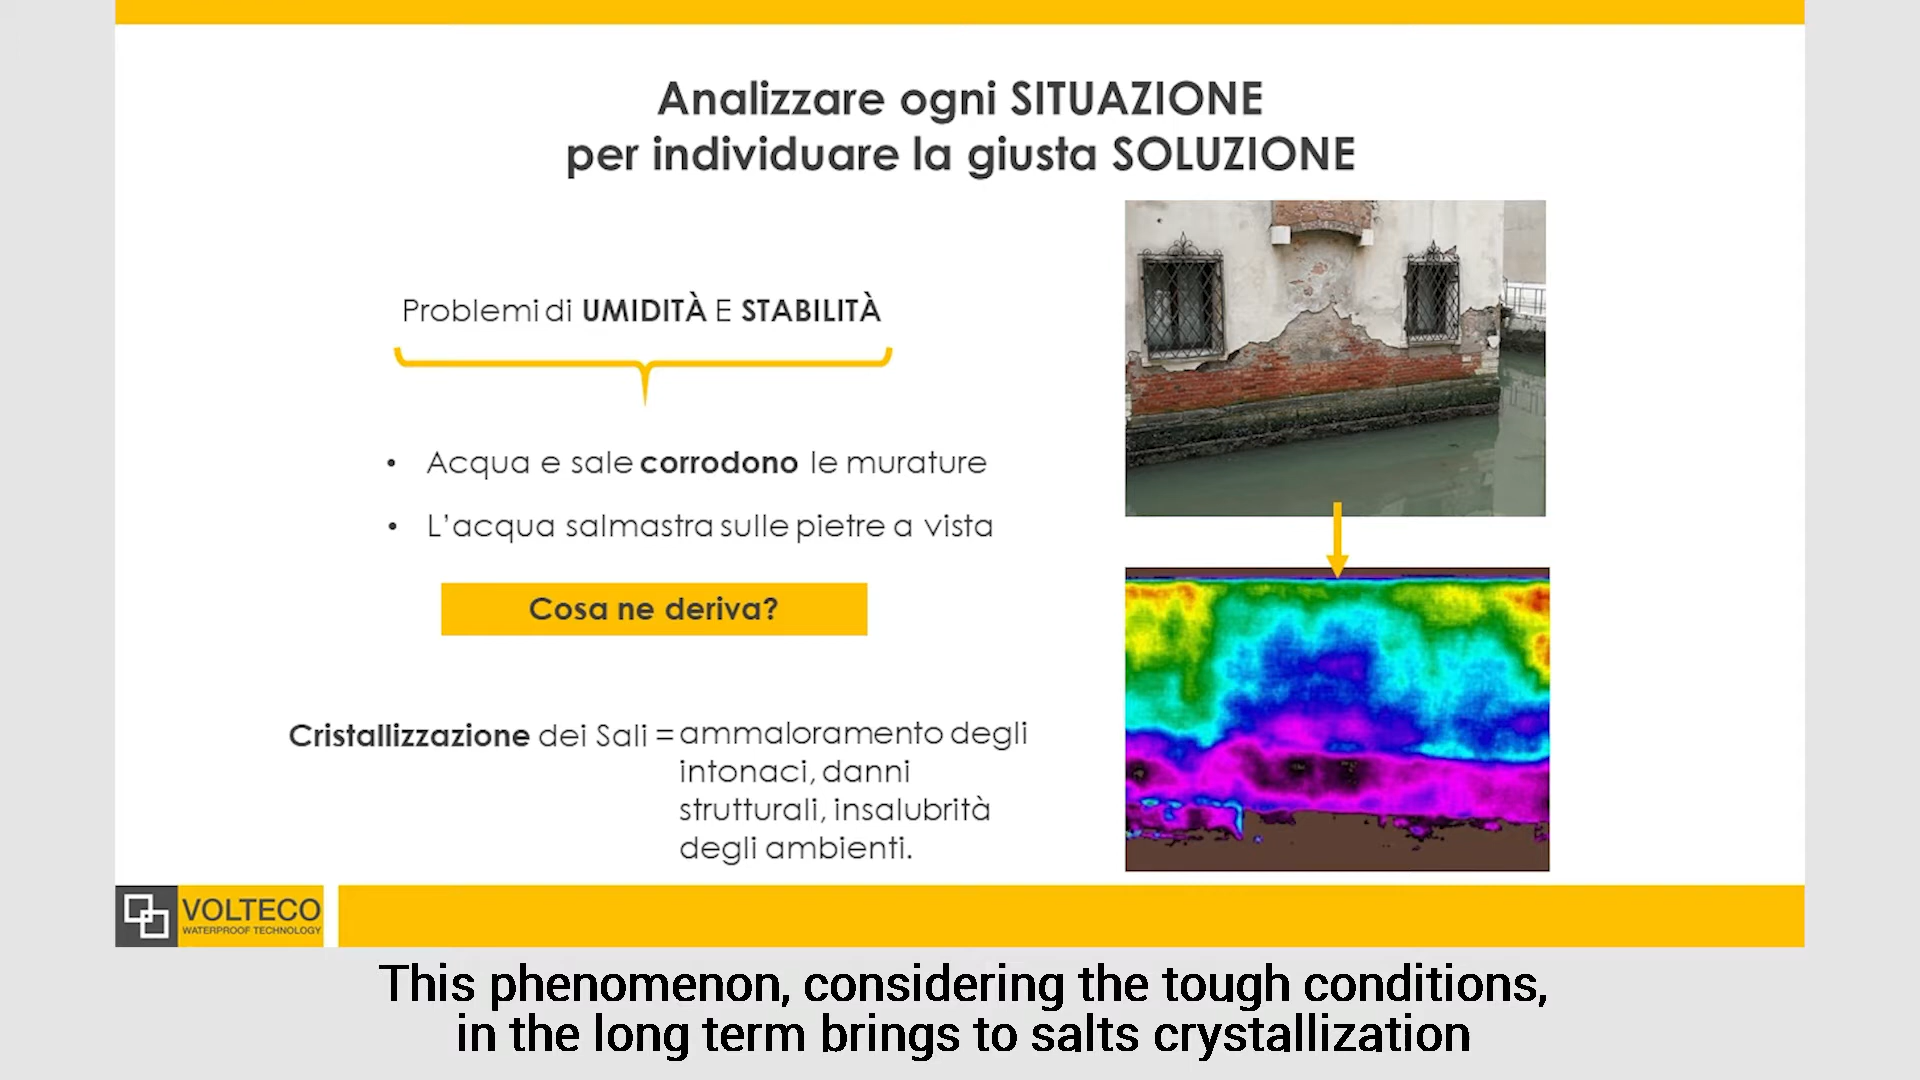 Analizzare ogni SITUAZIONE
per individuare la giusta SOLUZIONE
Problemi di UMIDITÀ E STABILITÀ
• Acqua e sale corrodono le murature
• L'acqua salmastra sulle pietre a vista
Cosa ne deriva?
Cristallizzazione dei Sali = ammaloramento degli
intonaci, danni
strutturali, insalubrità
degli ambienti.
VOLTECO
WATERPROOF TECHNOLOGY
This phenomenon, considering the tough conditions,
in the long term brings to salts crystallization